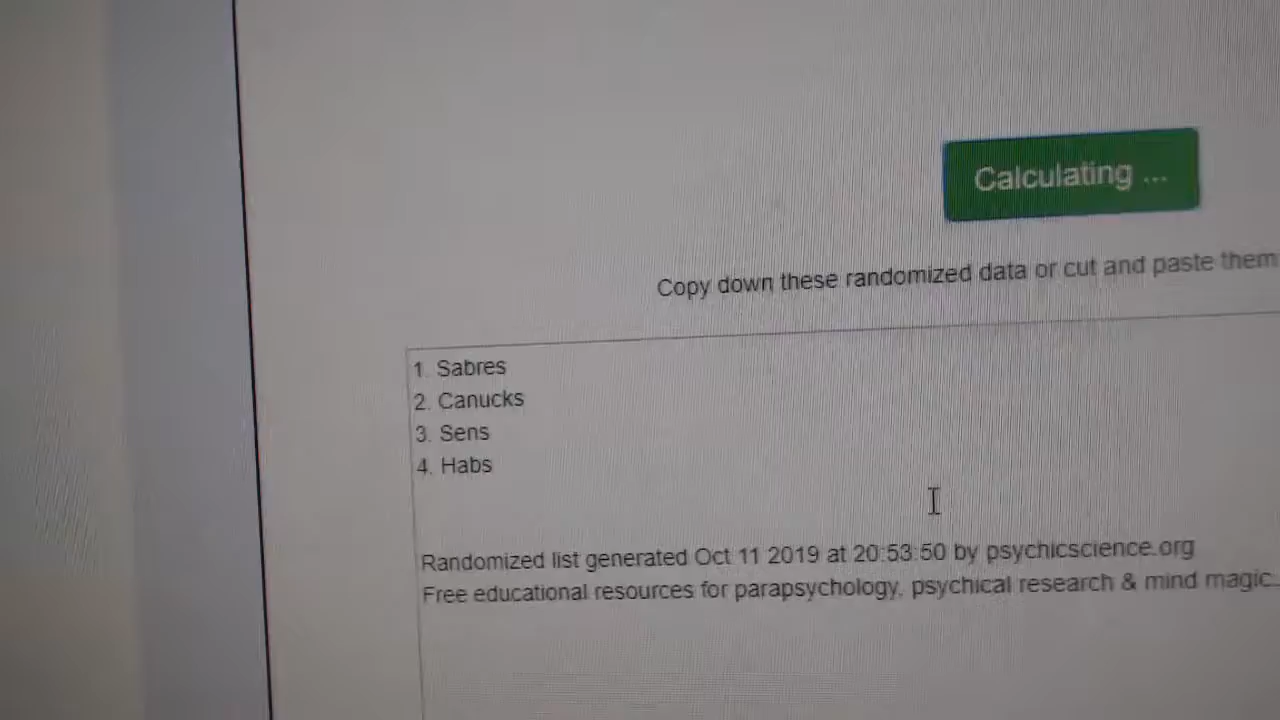 Calculating ...
Copy down these randomized data or cut and paste them
1. Sabres
2. Canucks
3. Sens
4. Habs
Randomized list generated Oct 11 2019 at 20:53:50 by psychicscience.org
Free educational resources for parapsychology, psychical research & mind magic.